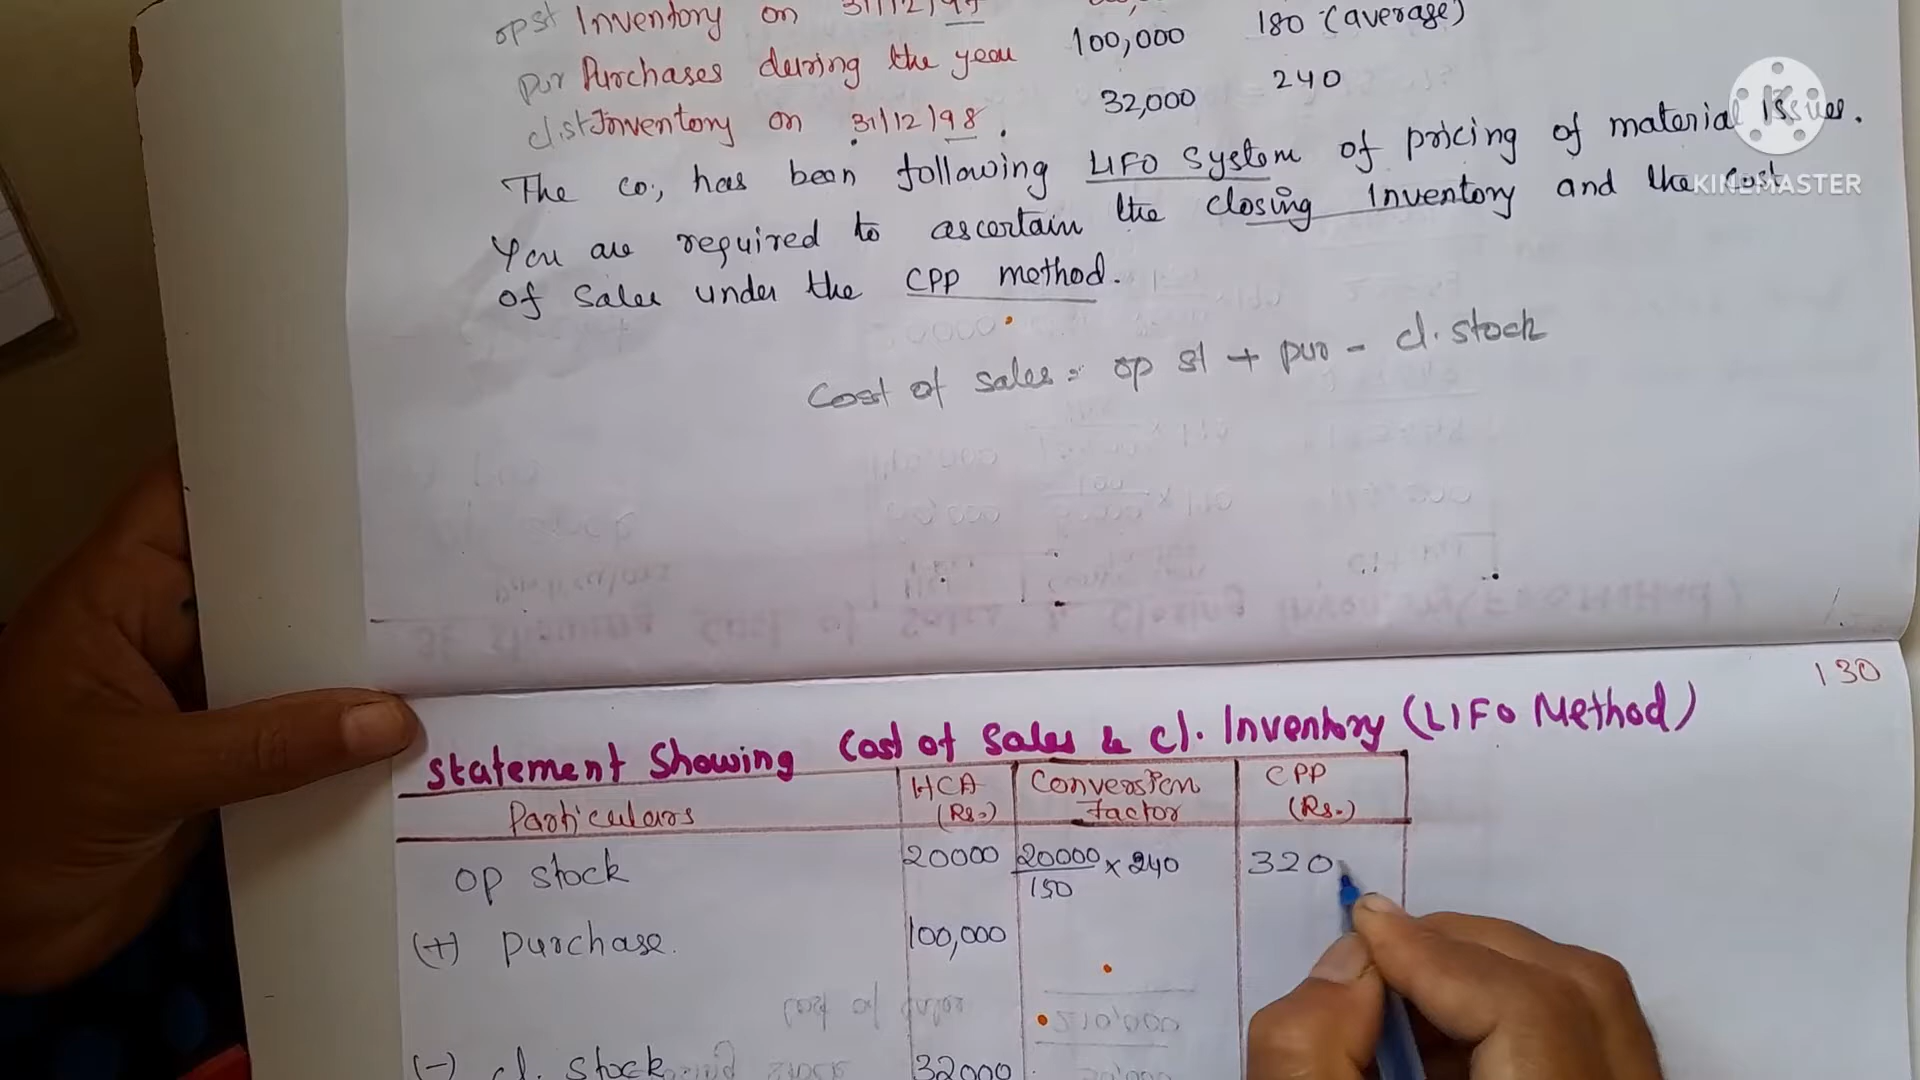 op st Inventory on 31/12/97
180 (average)
pur Purchases during the year 100,000
cl.st Inventory on 31/12/98. 32,000 240
The co., has been following LIFO System of pricing of material issues.
KINEMASTER
You are required to ascertain the closing Inventory and the cost
of Sales under the CPP method.
Cost of sales = op st + pur - cl. stock
130
Statement Showing Cost of Sales & cl. Inventory (LIFO Method)
Particulars HCA (Rs.) Conversion Factor CPP (Rs.)
op stock 20000 20000/150 × 240 320
(+) purchase. 100,000
(-) cl. stock 32000